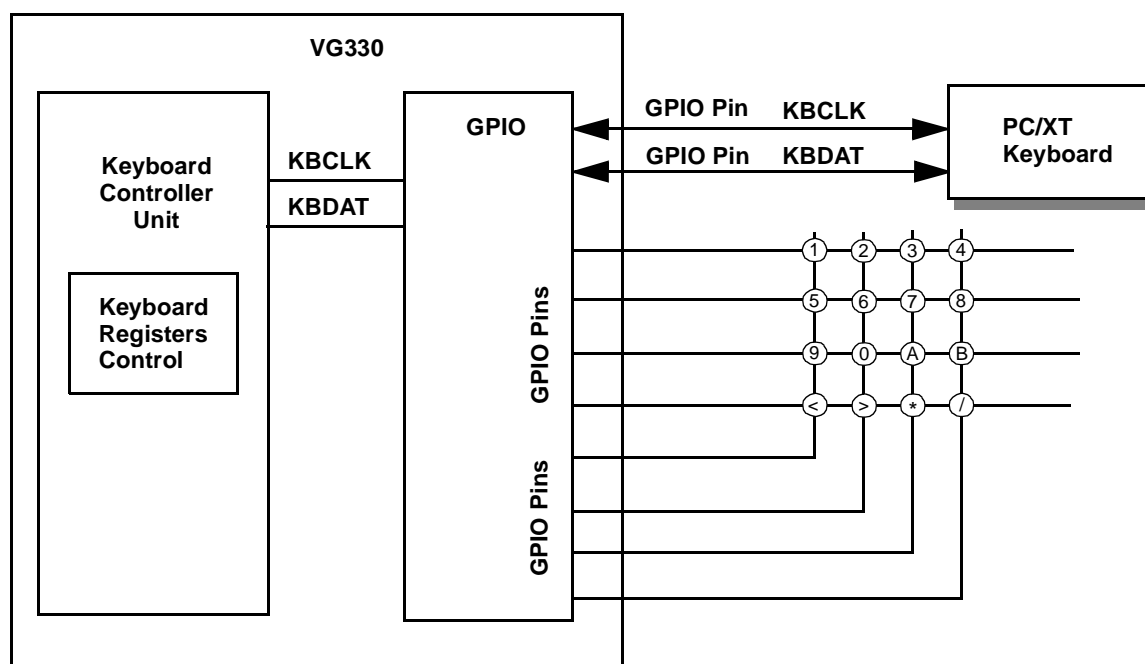 VG330
Keyboard
Controller
Unit
Keyboard
Registers
Control
KBCLK
KBDAT
GPIO
GPIO Pins
GPIO Pins
GPIO Pin KBCLK
GPIO Pin KBDAT
PC/XT
Keyboard
1 2 3 4
5 6 7 8
9 0 A B
< > * /